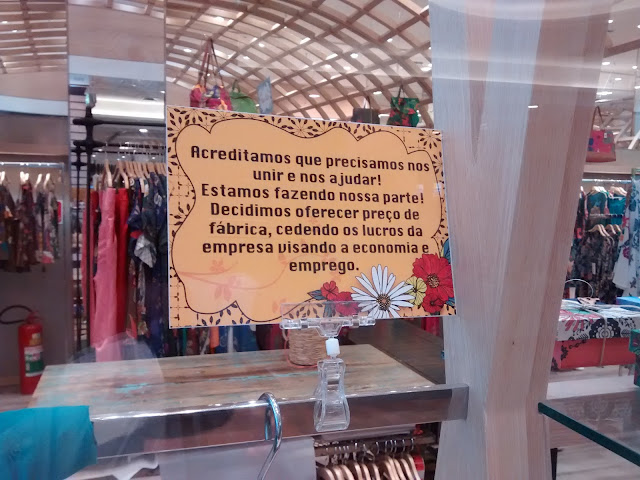 Acreditamos que precisamos nos
unir e nos ajudar!
Estamos fazendo nossa parte!
Decidimos oferecer preço de
fábrica, cedendo os lucros da
empresa visando a economia e
emprego.